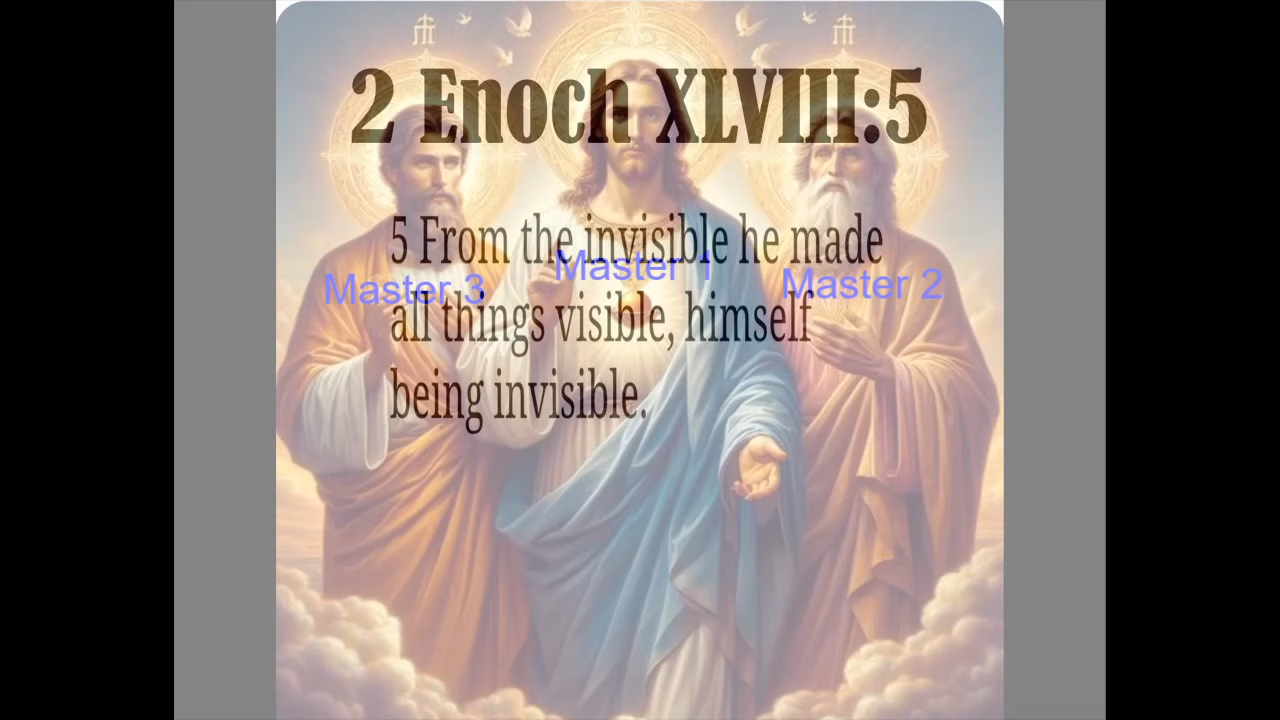 2 Enoch XLVIII:5
5 From the invisible he made
Master 1
Master 3
Master 2
all things visible, himself
being invisible.